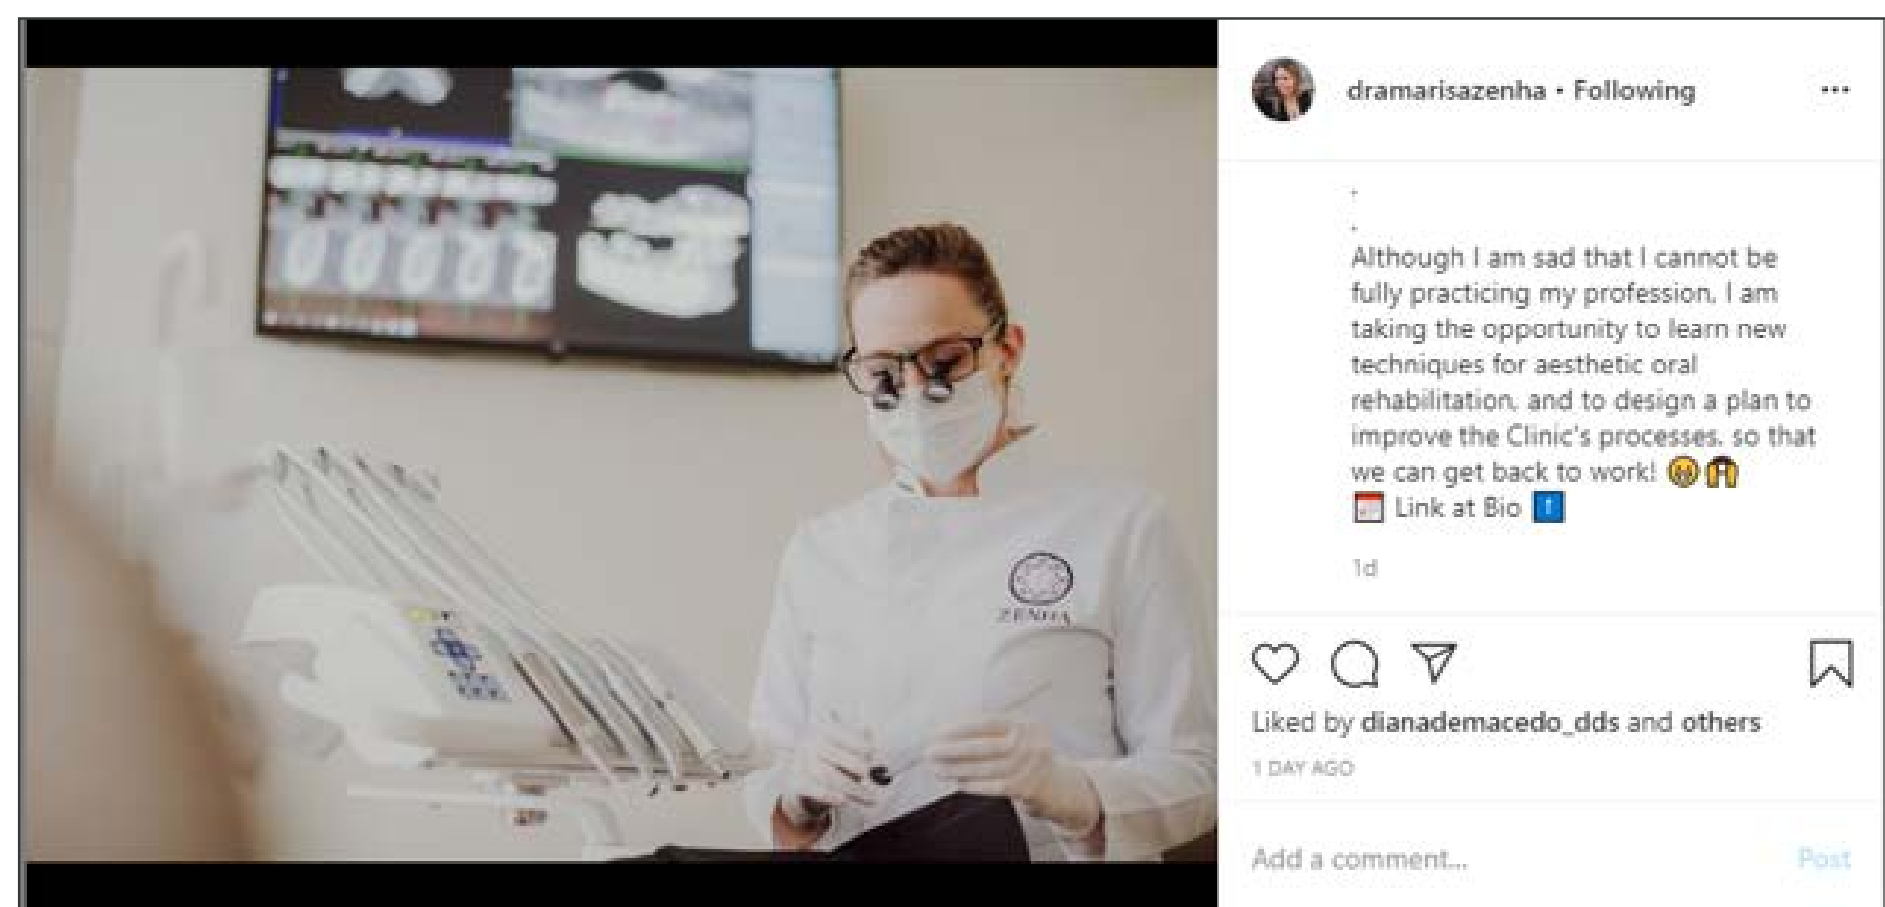 ZENHA
dramarisazenha • Following
.
.
Although I am sad that I cannot be
fully practicing my profession, I am
taking the opportunity to learn new
techniques for aesthetic oral
rehabilitation, and to design a plan to
improve the Clinic's processes, so that
we can get back to work!
Link at Bio
1d
Liked by dianademacedo_dds and others
1 DAY AGO
Add a comment...
Post